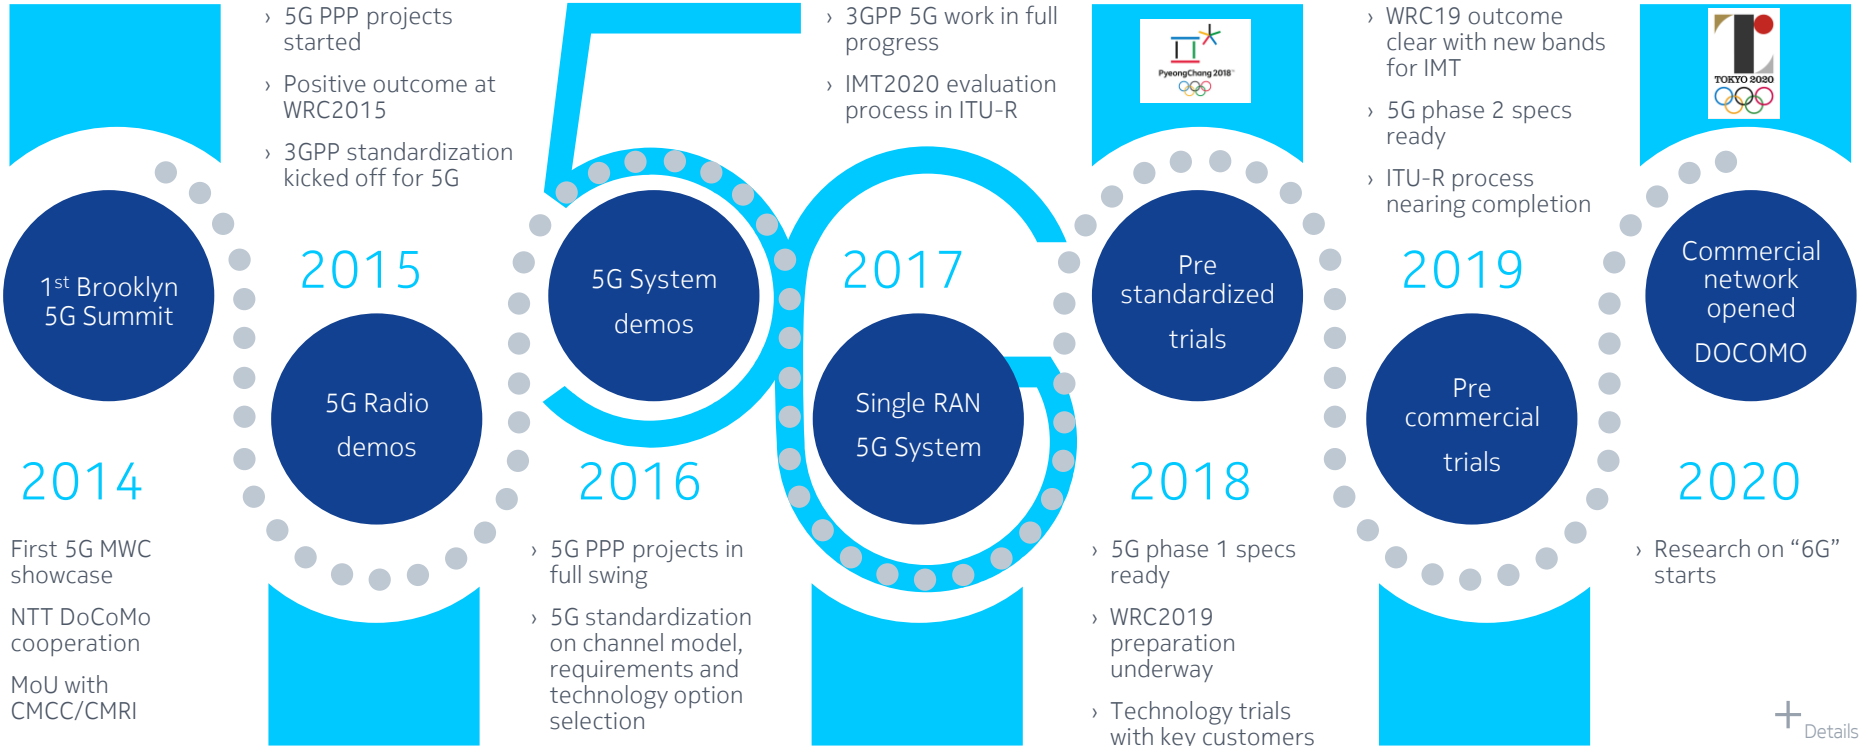 1st Brooklyn
5G Summit
2014
First 5G MWC
showcase
NTT DoCoMo
cooperation
MoU with
CMCC/CMRI
› 5G PPP projects
started
› Positive outcome at
WRC2015
› 3GPP standardization
kicked off for 5G
2015
5G Radio
demos
5G
5G System
demos
2016
› 5G PPP projects in
full swing
› 5G standardization
on channel model,
requirements and
technology option
selection
› 3GPP 5G work in full
progress
› IMT2020 evaluation
process in ITU-R
2017
Single RAN
5G System
PyeongChang 2018
Pre
standardized
trials
2018
› 5G phase 1 specs
ready
› WRC2019
preparation
underway
› Technology trials
with key customers
› WRC19 outcome
clear with new bands
for IMT
› 5G phase 2 specs
ready
› ITU-R process
nearing completion
2019
Pre
commercial
trials
TOKYO 2020
Commercial
network
opened
DOCOMO
2020
› Research on “6G”
starts
+ Details